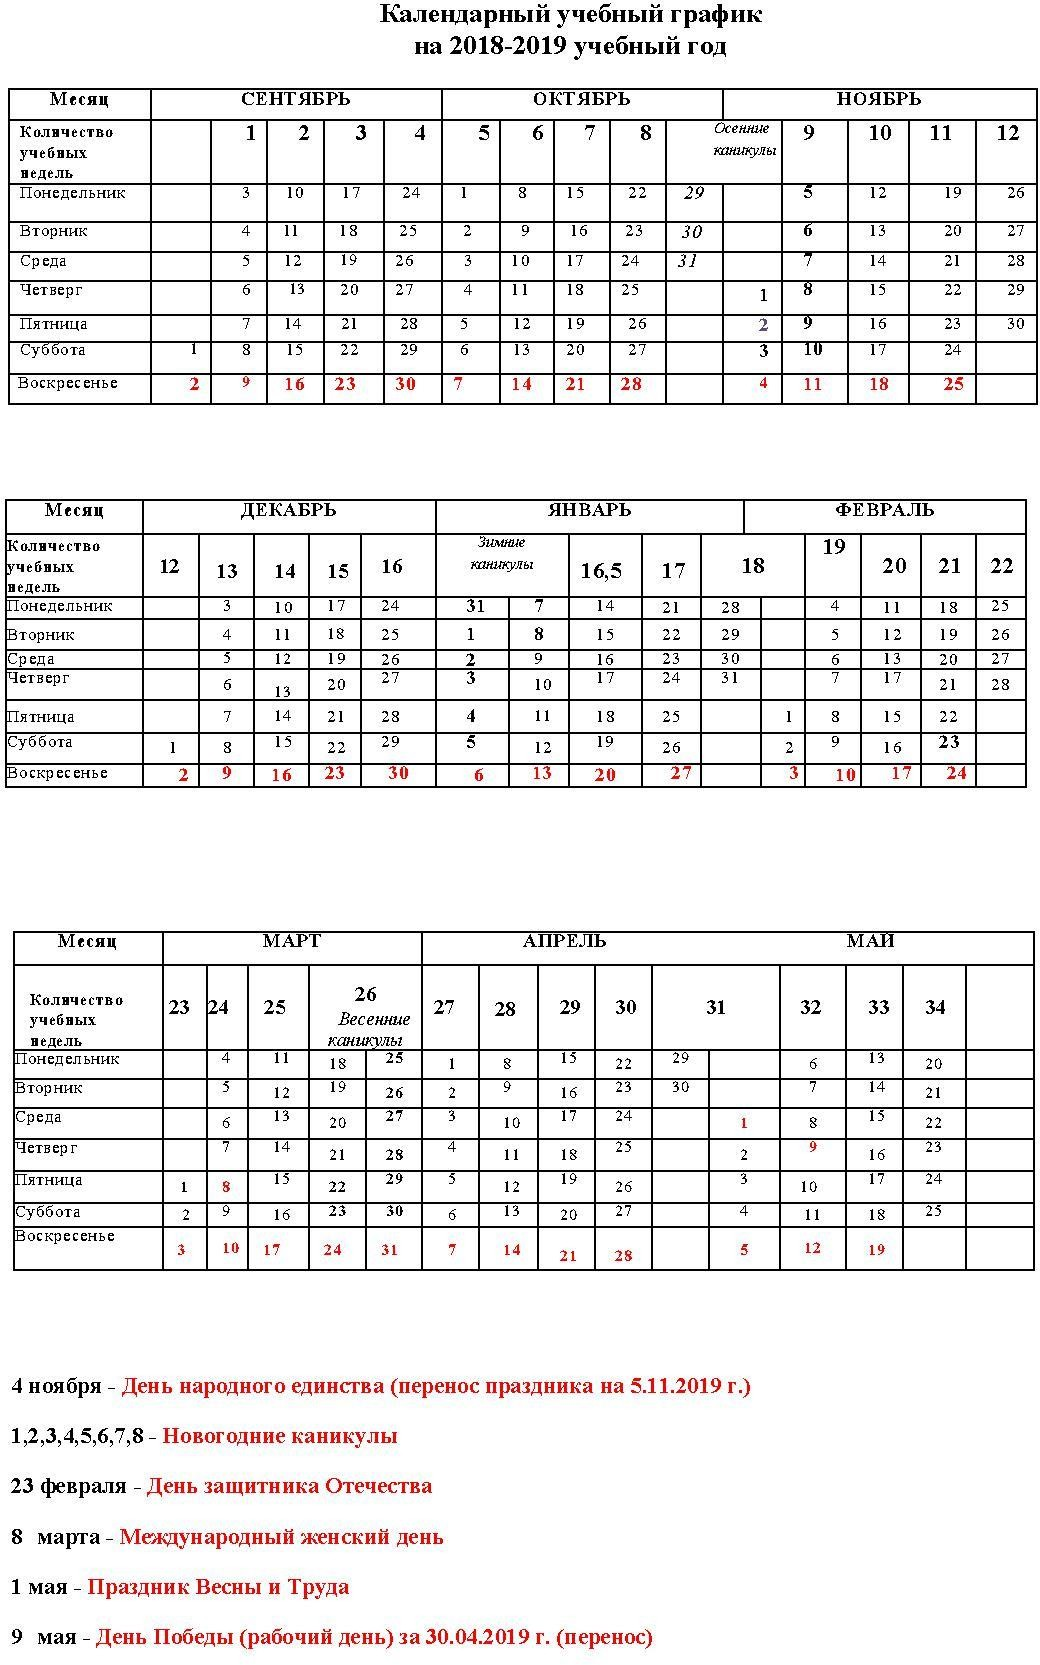 Календарный учебный график
на 2018-2019 учебный год
Месяц СЕНТЯБРЬ ОКТЯБРЬ НОЯБРЬ
Количество учебных недель 1 2 3 4 5 6 7 8 Осенние каникулы 9 10 11 12
Понедельник 3 10 17 24 1 8 15 22 29 5 12 19 26
Вторник 4 11 18 25 2 9 16 23 30 6 13 20 27
Среда 5 12 19 26 3 10 17 24 31 7 14 21 28
Четверг 6 13 20 27 4 11 18 25 1 8 15 22 29
Пятница 7 14 21 28 5 12 19 26 2 9 16 23 30
Суббота 1 8 15 22 29 6 13 20 27 3 10 17 24
Воскресенье 2 9 16 23 30 7 14 21 28 4 11 18 25
Месяц ДЕКАБРЬ ЯНВАРЬ ФЕВРАЛЬ
Количество учебных недель 12 13 14 15 16 Зимние каникулы 16,5 17 18 19 20 21 22
Понедельник 3 10 17 24 31 7 14 21 28 4 11 18 25
Вторник 4 11 18 25 1 8 15 22 29 5 12 19 26
Среда 5 12 19 26 2 9 16 23 30 6 13 20 27
Четверг 6 13 20 27 3 10 17 24 31 7 17 21 28
Пятница 7 14 21 28 4 11 18 25 1 8 15 22
Суббота 1 8 15 22 29 5 12 19 26 2 9 16 23
Воскресенье 2 9 16 23 30 6 13 20 27 3 10 17 24
Месяц МАРТ АПРЕЛЬ МАЙ
Количество учебных недель 23 24 25 26 Весенние каникулы 27 28 29 30 31 32 33 34
Понедельник 4 11 18 25 1 8 15 22 29 6 13 20
Вторник 5 12 19 26 2 9 16 23 30 7 14 21
Среда 6 13 20 27 3 10 17 24 1 8 15 22
Четверг 7 14 21 28 4 11 18 25 2 9 16 23
Пятница 1 8 15 22 29 5 12 19 26 3 10 17 24
Суббота 2 9 16 23 30 6 13 20 27 4 11 18 25
Воскресенье 3 10 17 24 31 7 14 21 28 5 12 19
4 ноября - День народного единства (перенос праздника на 5.11.2019 г.)
1,2,3,4,5,6,7,8 - Новогодние каникулы
23 февраля - День защитника Отечества
8 марта - Международный женский день
1 мая - Праздник Весны и Труда
9 мая - День Победы (рабочий день) за 30.04.2019 г. (перенос)